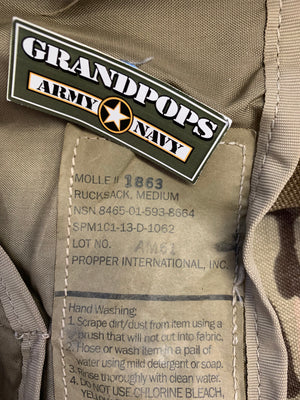 GRANDPOPS
ARMY NAVY
MOLLE # 1863
RUCKSACK, MEDIUM
NSN 8465-01-593-8664
SPM1C1-13-D-1062
LOT NO. AM61
PROPPER INTERNATIONAL, INC
Hand Washing:
1. Scrape dirt/dust from item using a
brush that will not cut into fabric.
2. Hose or wash item in a pail of
water using mild detergent or soap.
3. Rinse thoroughly with clean water.
4. DO NOT USE CHLORINE BLEACH,